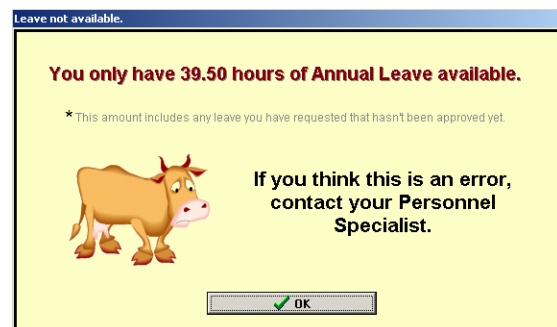 Leave not available.
You only have 39.50 hours of Annual Leave available.
* This amount includes any leave you have requested that hasn't been approved yet.
If you think this is an error,
contact your Personnel
Specialist.
OK